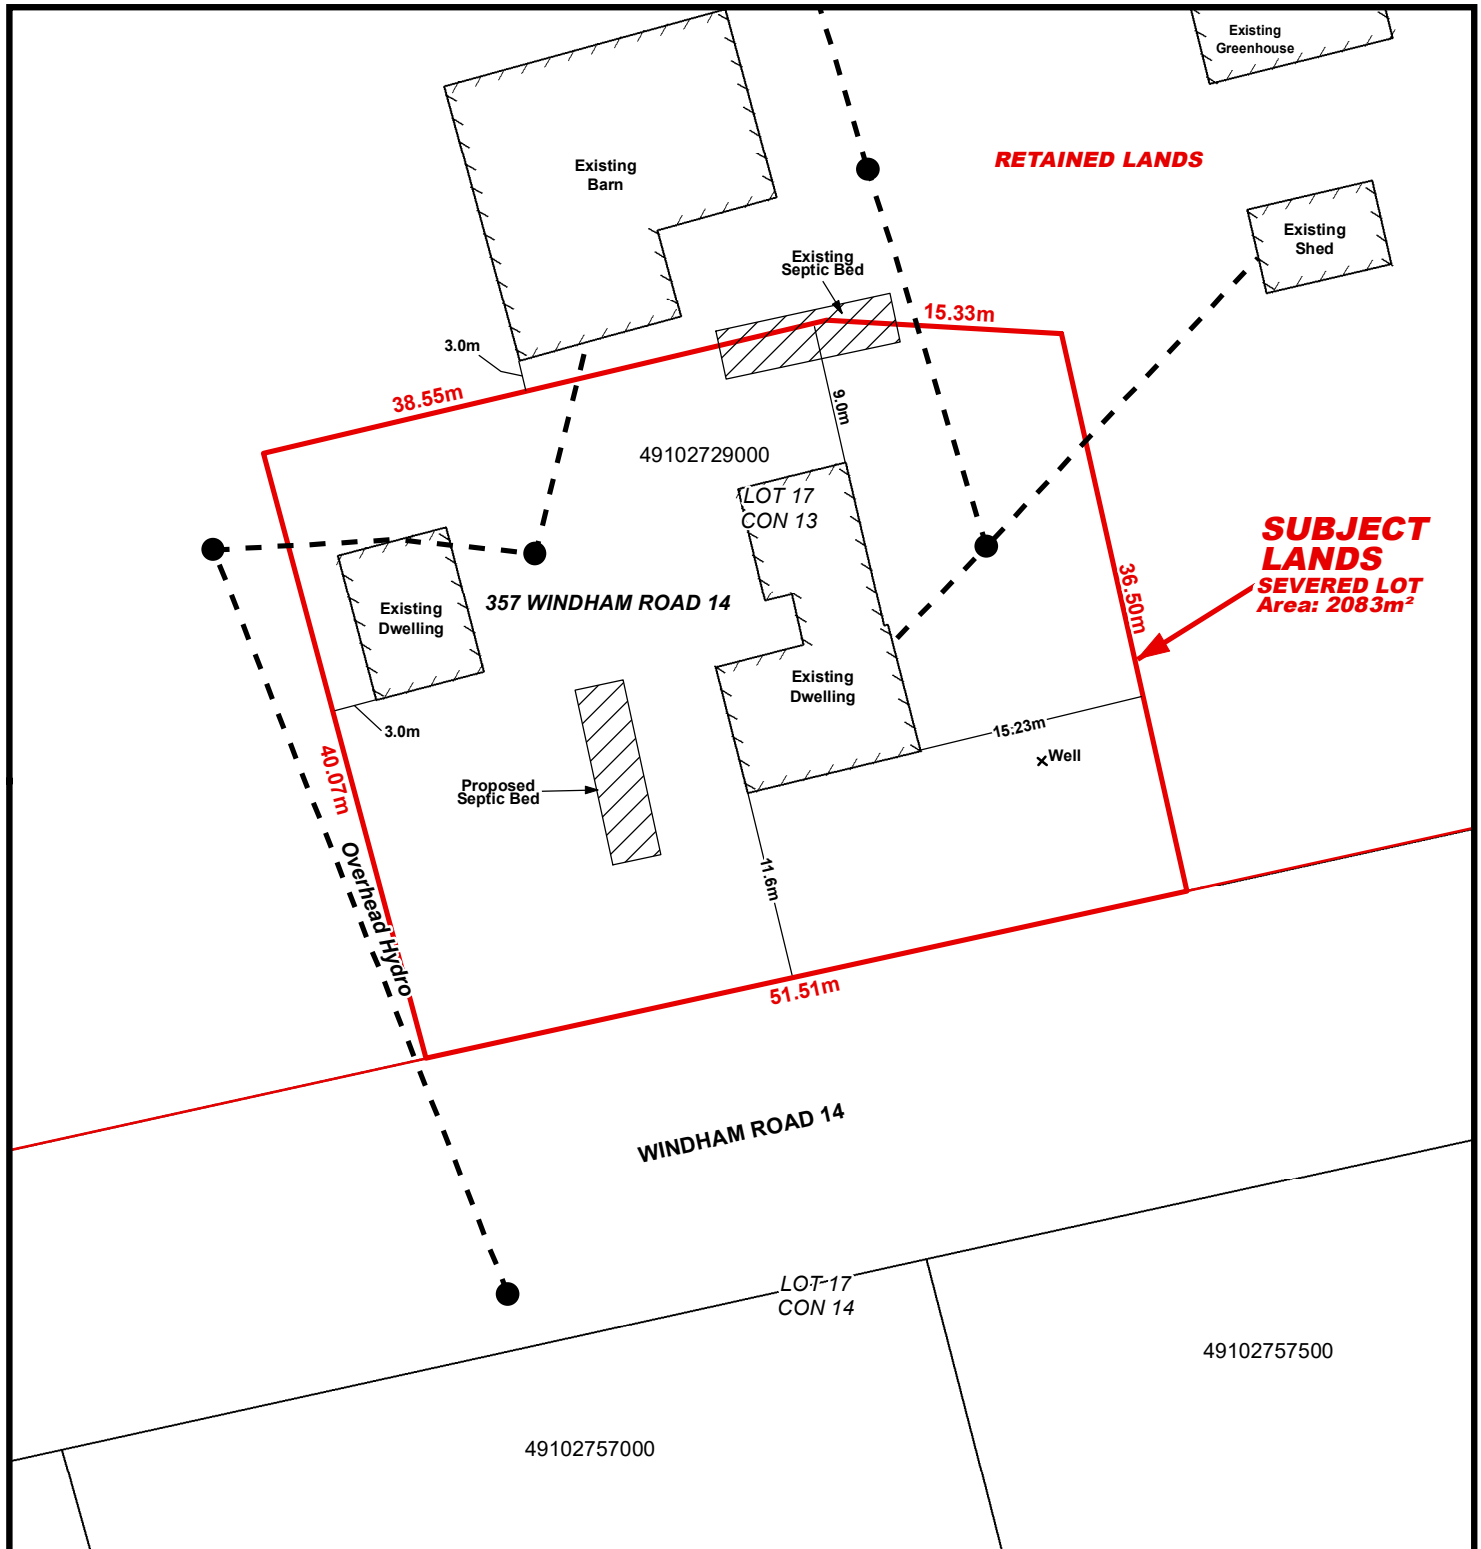 Existing
Greenhouse
RETAINED LANDS
Existing
Barn
Existing
Shed
Existing
Septic Bed
15.33m
3.0m
38.55m
9.0m
49102729000
LOT 17
CON 13
SUBJECT
LANDS
SEVERED LOT
Area: 2083m²
36.50m
357 WINDHAM ROAD 14
Existing
Dwelling
Existing
Dwelling
15.23m
3.0m
Well
40.07m
Proposed
Septic Bed
11.6m
Overhead Hydro
51.51m
WINDHAM ROAD 14
LOT 17
CON 14
49102757500
49102757000